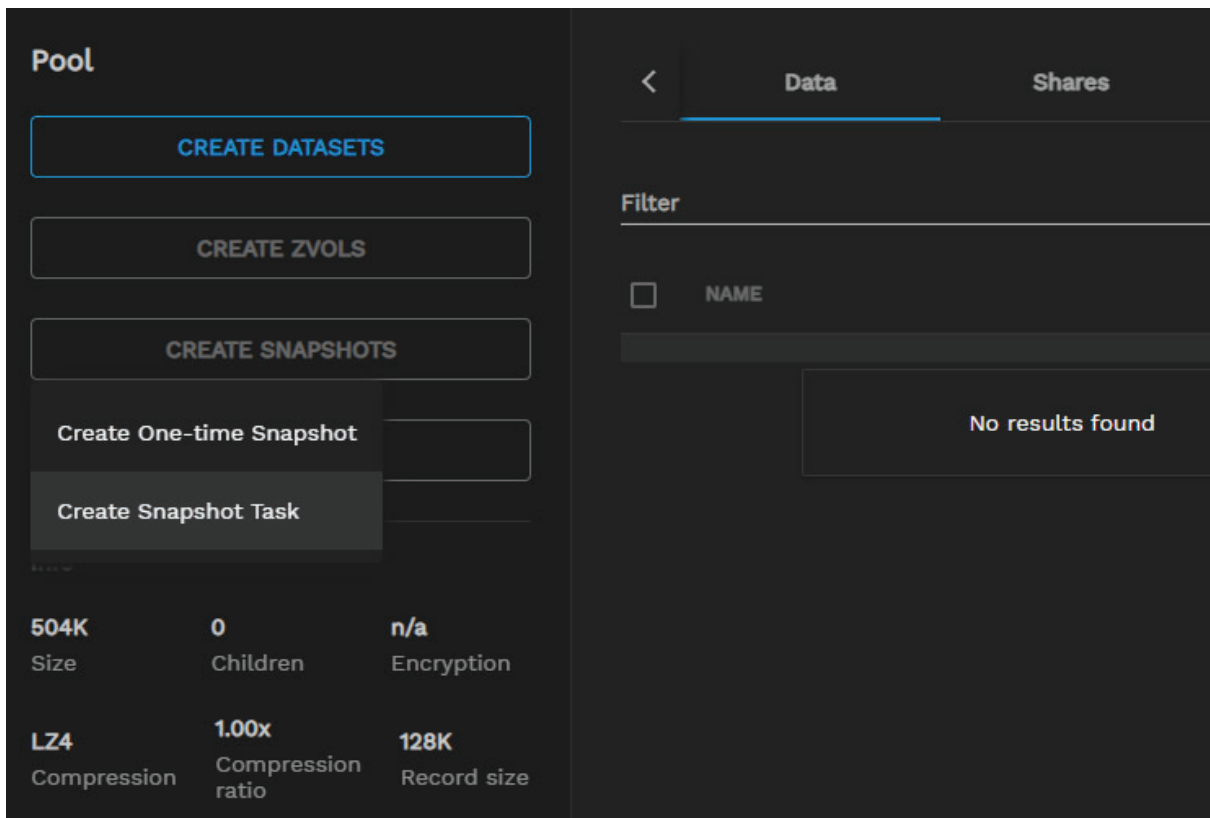 Pool
CREATE DATASETS
CREATE ZVOLS
CREATE SNAPSHOTS
Create One-time Snapshot
Create Snapshot Task
504K
0
n/a
Size
Children
Encryption
LZ4
1.00x
128K
Compression
Compression
ratio
Record size
Data
Shares
Filter
NAME
No results found